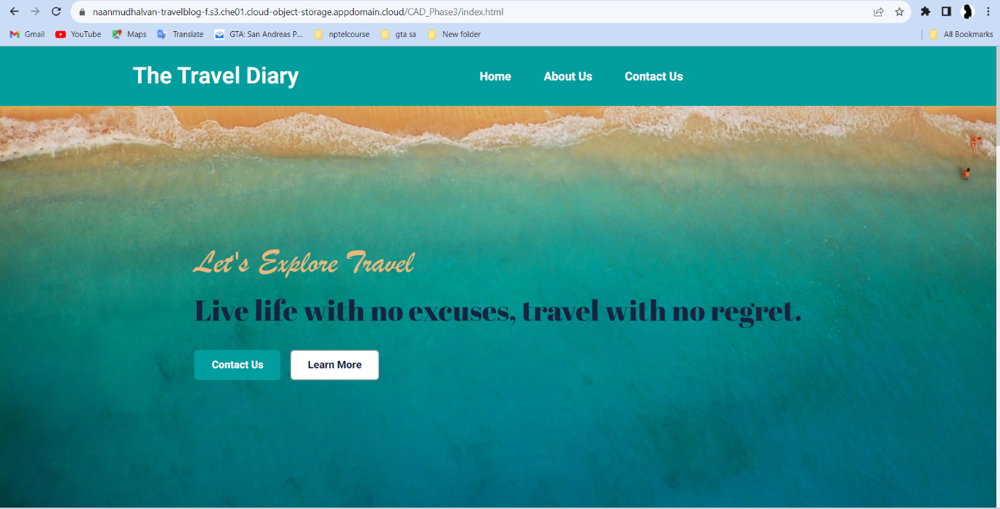 naanmudhalvan-travelblog-f.s3.che01.cloud-object-storage.appdomain.cloud/CAD_Phase3/index.html
Gmail YouTube Maps Translate GTA: San Andreas P... nptelcourse gta sa New folder All Bookmarks
The Travel Diary Home About Us Contact Us
Let's Explore Travel
Live life with no excuses, travel with no regret.
Contact Us Learn More